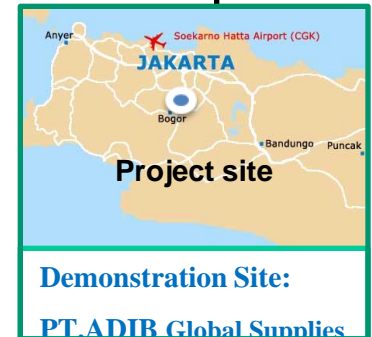 Anyer
Soekarno Hatta Airport (CGK)
JAKARTA
Bogor
Bandungo
Puncak
Project site
Demonstration Site:
PT.ADIB Global Supplies